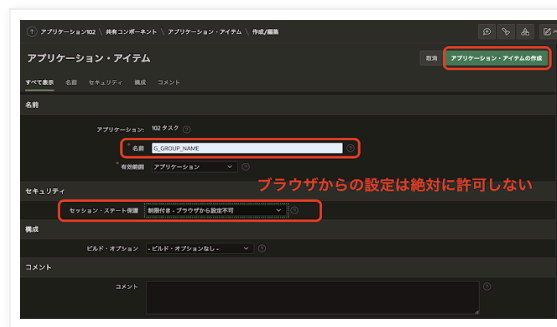 アプリケーション102 \ 共有コンポーネント \ アプリケーション・アイテム \ 作成/編集
アプリケーション・アイテム
取消
アプリケーション・アイテムの作成
すべて表示 名前 セキュリティ 構成 コメント
名前
アプリケーション: 102 タスク
* 名前 G_GROUP_NAME
* 有効範囲 アプリケーション
ブラウザからの設定は絶対に許可しない
セキュリティ
セッション・ステート保護 制限付き - ブラウザから設定不可
構成
ビルド・オプション - ビルド・オプションなし -
コメント
コメント